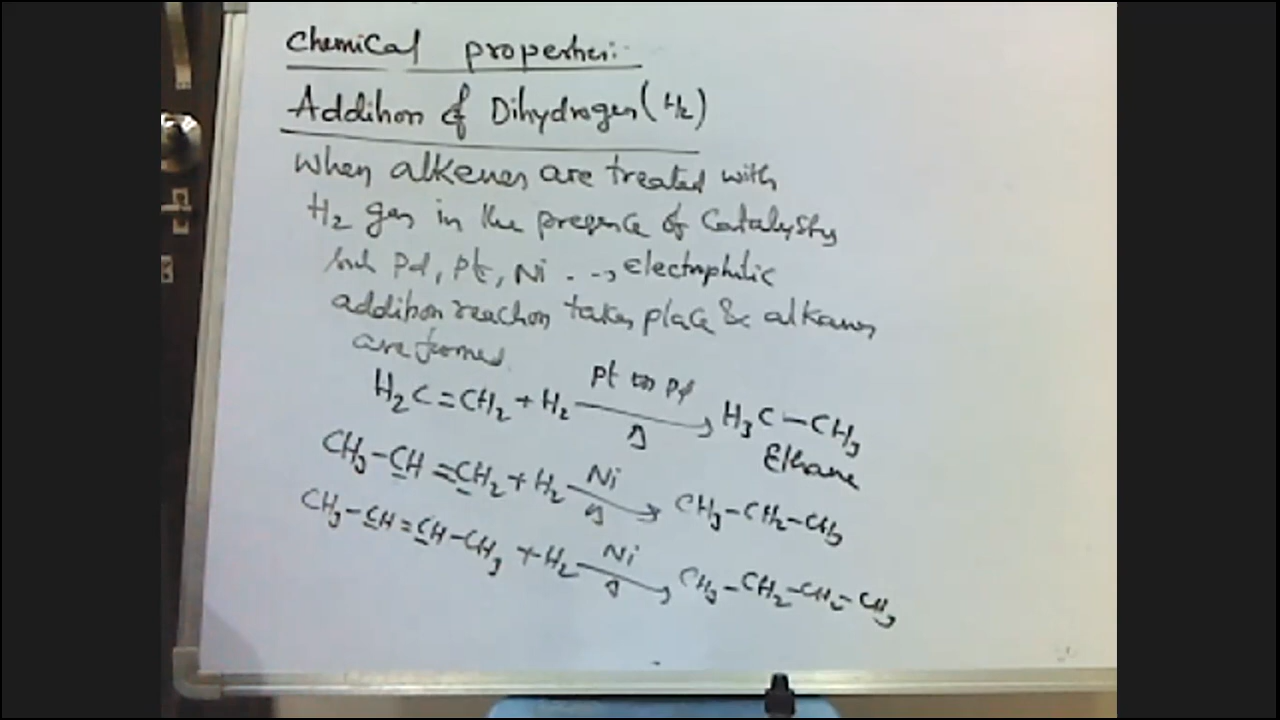 Chemical properties:
Addition of Dihydrogen (H₂)
When alkenes are treated with
H₂ gas in the presence of Catalysts
such Pd, Pt, Ni . ., Electrophilic
addition reaction takes place & alkanes
are formed.
H₂C=CH₂ + H₂ —Pt or Pd/Δ→ H₃C—CH₃
Ethane
CH₃—CH=CH₂ + H₂ —Ni/Δ→ CH₃—CH₂—CH₃
CH₃—CH=CH—CH₃ + H₂ —Ni/Δ→ CH₃—CH₂—CH₂—CH₃